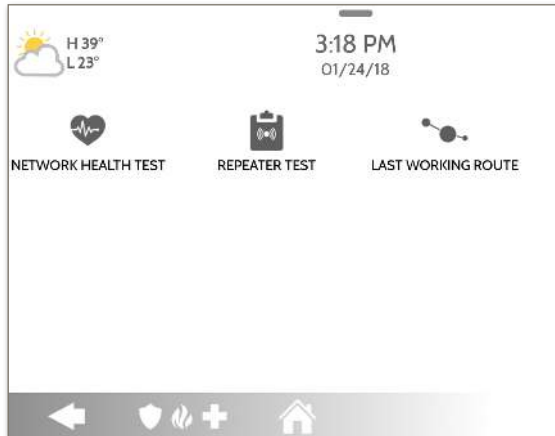 H 39°
L 23°
3:18 PM
01/24/18
NETWORK HEALTH TEST
REPEATER TEST
LAST WORKING ROUTE